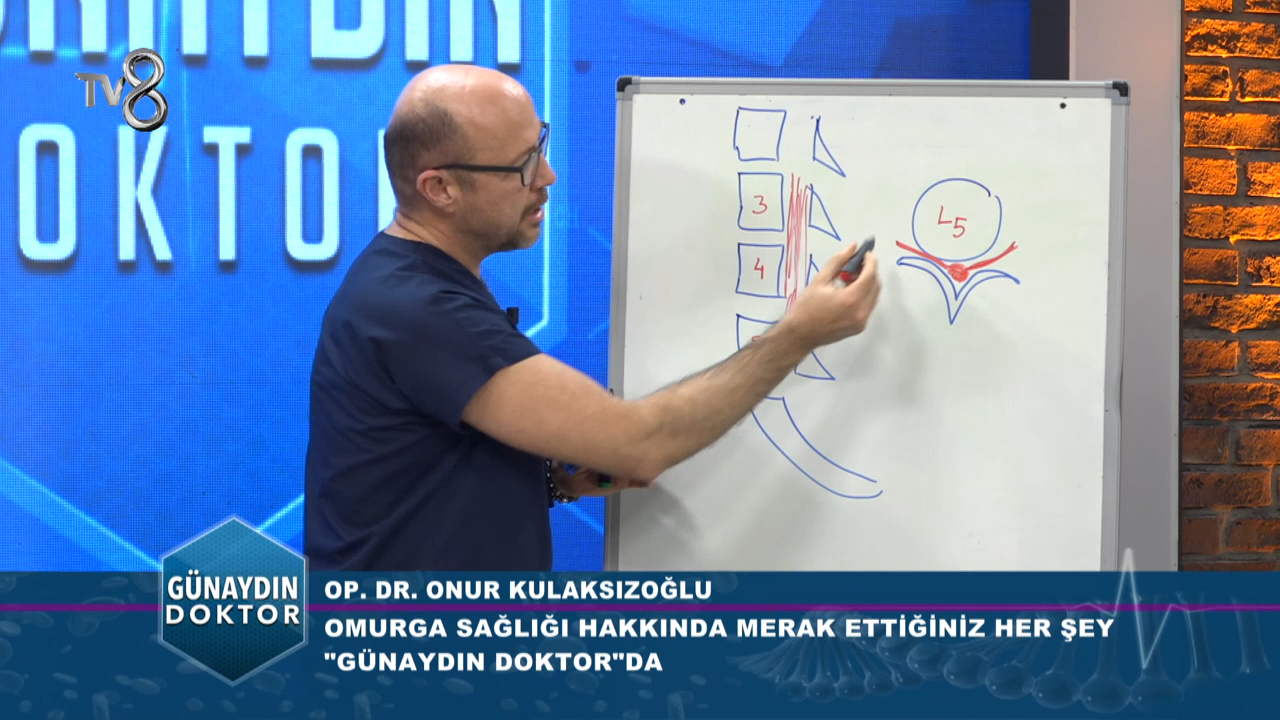 TV8
DOKTOR
3
4
L5
GÜNAYDIN
DOKTOR
OP. DR. ONUR KULAKSIZOĞLU
OMURGA SAĞLIĞI HAKKINDA MERAK ETTİĞİNİZ HER ŞEY
"GÜNAYDIN DOKTOR"DA